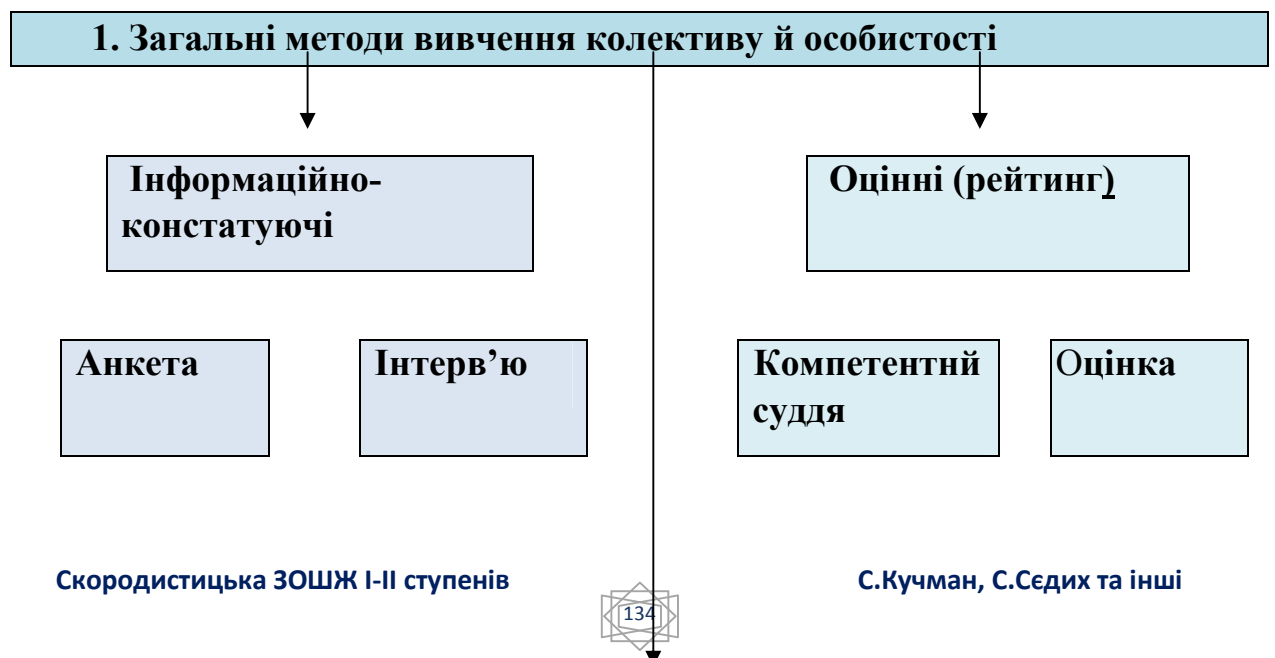 1. Загальні методи вивчення колективу й особистості
Інформаційно-
констатуючі
Оцінні (рейтинг)
Анкета
Інтерв’ю
Компетентнй
суддя
Оцінка
Скородистицька ЗОШЖ І-ІІ ступенів
С.Кучман, С.Сєдих та інші
134